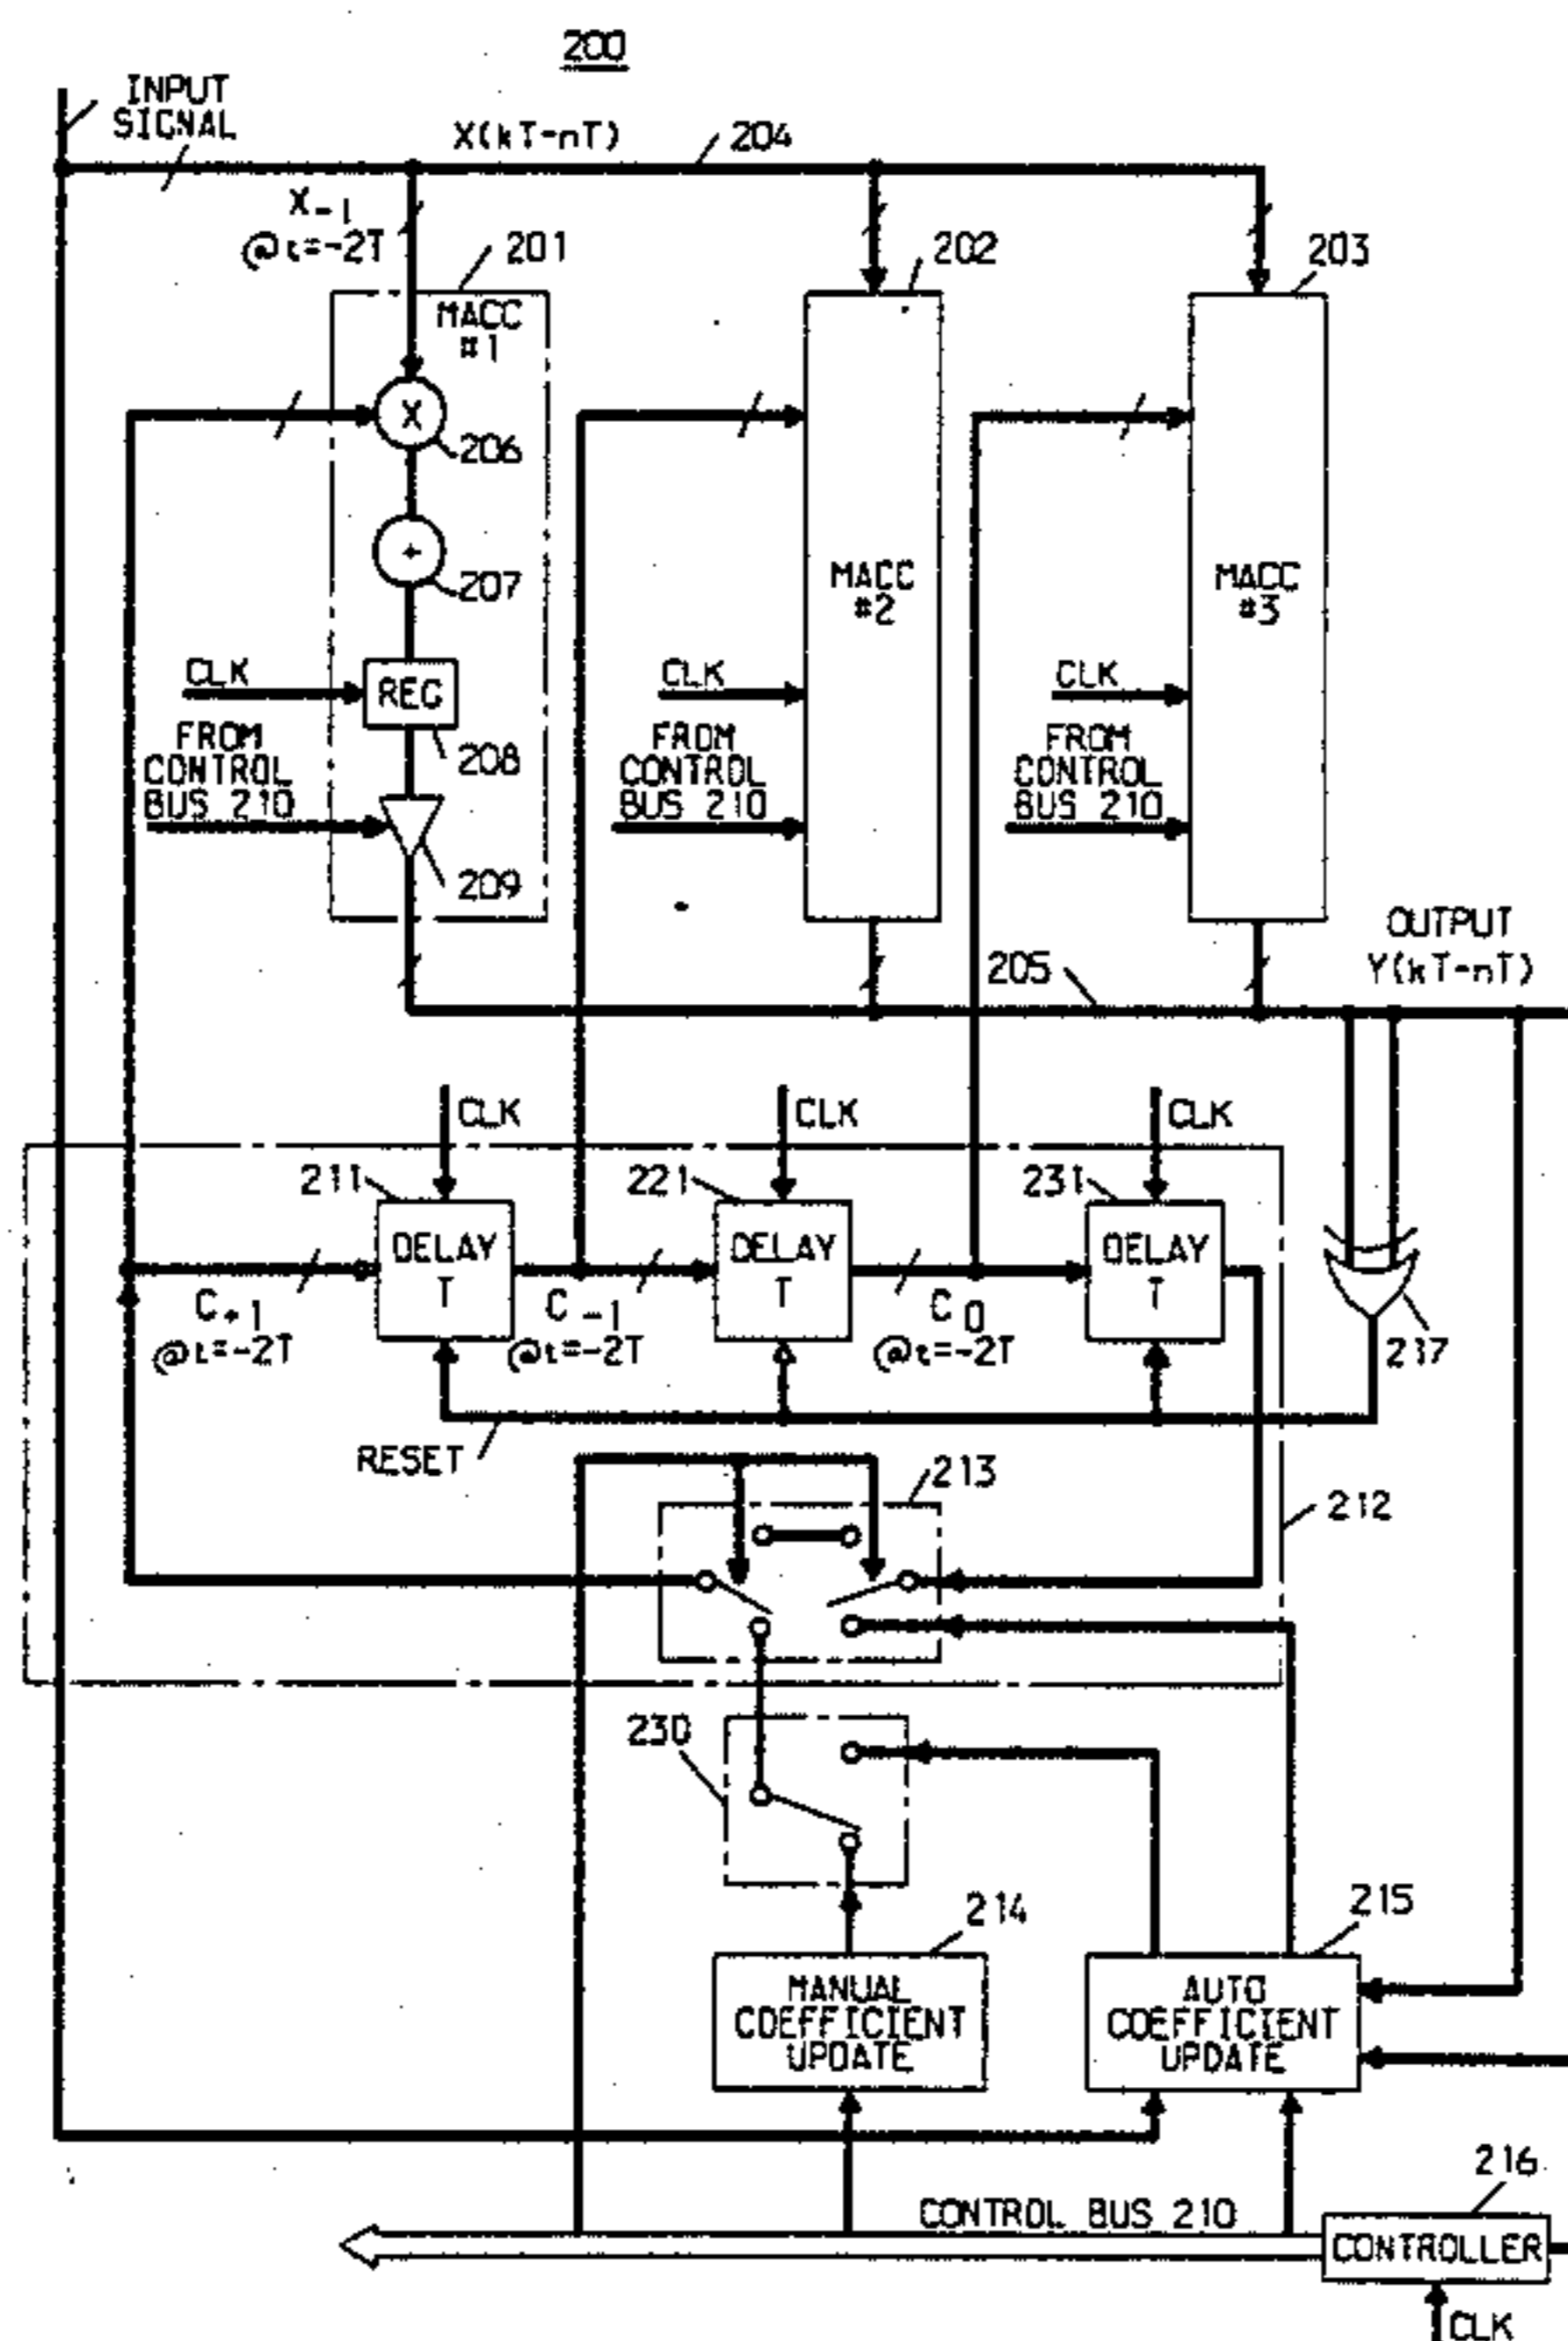 200
INPUT
SIGNAL
X(kT-nT)
204
X-1
@t=-2T
201
202
203
MACC
#1
X
206
+
207
MACC
#2
MACC
#3
CLK
REG
CLK
CLK
FROM
CONTROL
BUS 210
208
FROM
CONTROL
BUS 210
FROM
CONTROL
BUS 210
209
OUTPUT
Y(kT-nT)
205
CLK
CLK
CLK
211
221
231
DELAY
T
DELAY
T
DELAY
T
C+1
@t=-2T
C-1
@t=-2T
C0
@t=-2T
217
RESET
213
212
230
214
215
MANUAL
COEFFICIENT
UPDATE
AUTO
COEFFICIENT
UPDATE
216
CONTROL BUS 210
CONTROLLER
CLK